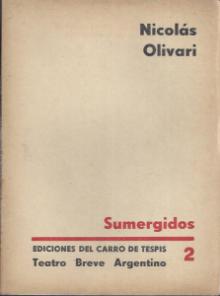 Nicolás
Olivari
Sumergidos
EDICIONES DEL CARRO DE TESPIS
Teatro Breve Argentino
2